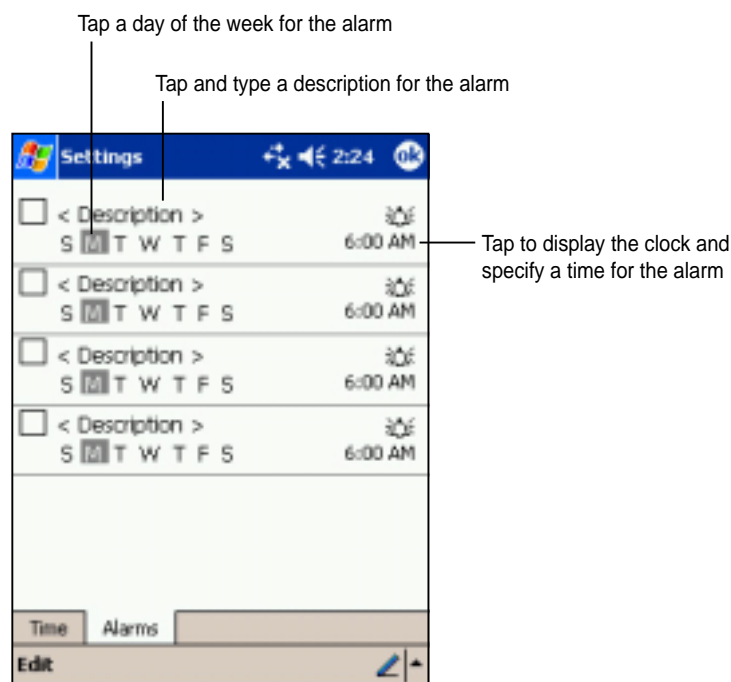 Tap a day of the week for the alarm
Tap and type a description for the alarm
Settings 2:24 ok
< Description >
S M T W T F S 6:00 AM
Tap to display the clock and
specify a time for the alarm
< Description >
S M T W T F S 6:00 AM
< Description >
S M T W T F S 6:00 AM
< Description >
S M T W T F S 6:00 AM
Time Alarms
Edit